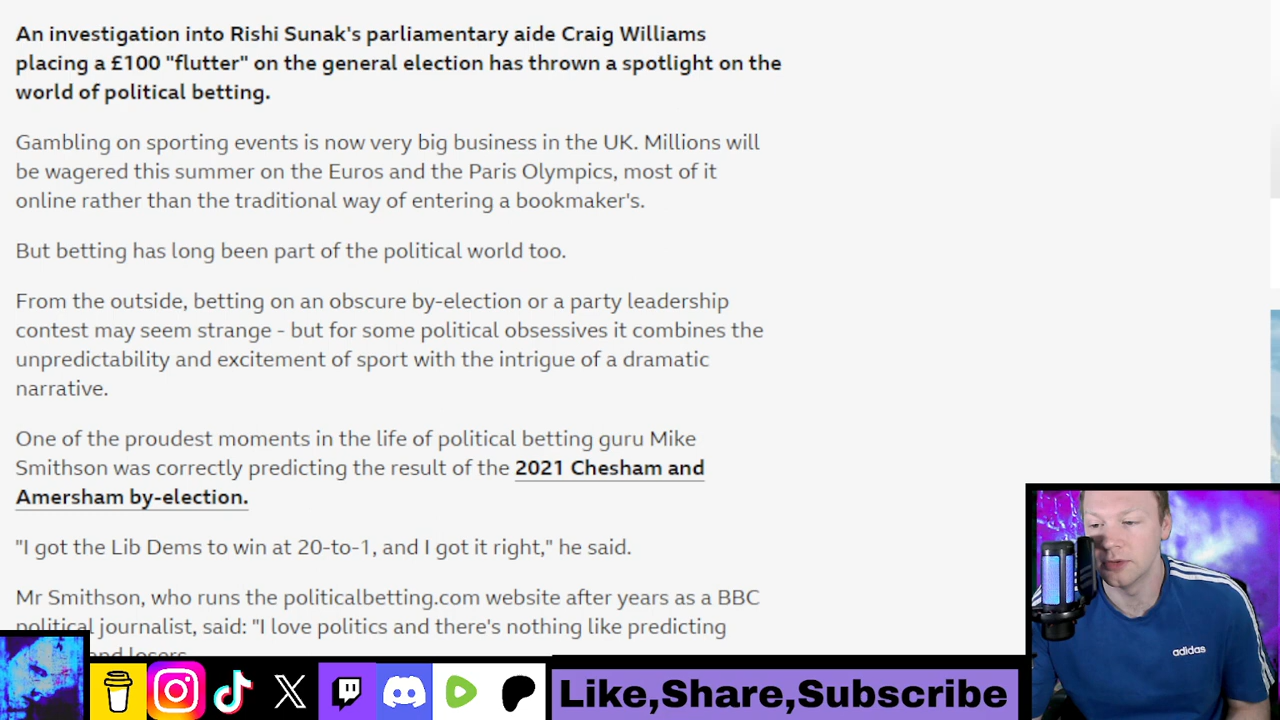 An investigation into Rishi Sunak's parliamentary aide Craig Williams
placing a £100 "flutter" on the general election has thrown a spotlight on the
world of political betting.
Gambling on sporting events is now very big business in the UK. Millions will
be wagered this summer on the Euros and the Paris Olympics, most of it
online rather than the traditional way of entering a bookmaker's.
But betting has long been part of the political world too.
From the outside, betting on an obscure by-election or a party leadership
contest may seem strange - but for some political obsessives it combines the
unpredictability and excitement of sport with the intrigue of a dramatic
narrative.
One of the proudest moments in the life of political betting guru Mike
Smithson was correctly predicting the result of the 2021 Chesham and
Amersham by-election.
"I got the Lib Dems to win at 20-to-1, and I got it right," he said.
Mr Smithson, who runs the politicalbetting.com website after years as a BBC
political journalist, said: "I love politics and there's nothing like predicting
and losers
adidas
Like,Share,Subscribe